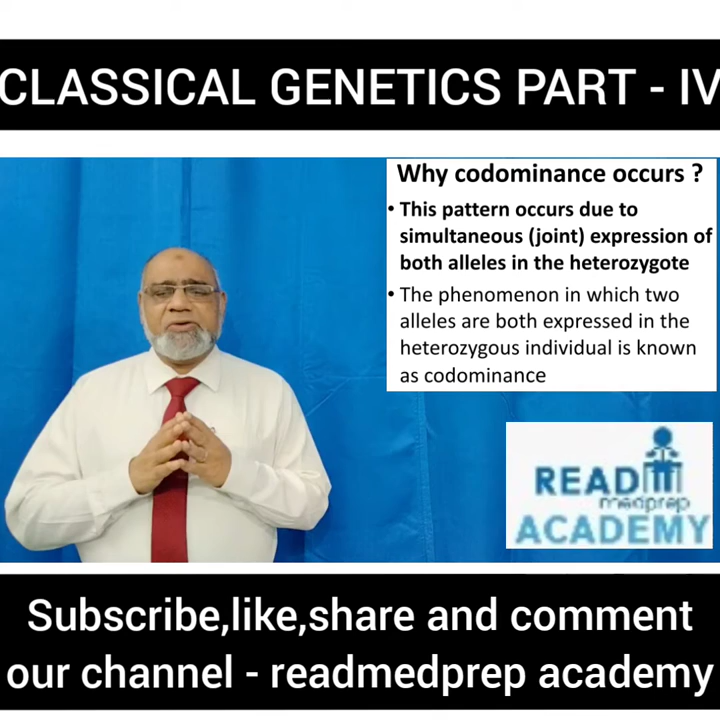 CLASSICAL GENETICS PART - IV
Why codominance occurs ?
• This pattern occurs due to
simultaneous (joint) expression of
both alleles in the heterozygote
• The phenomenon in which two
alleles are both expressed in the
heterozygous individual is known
as codominance
READ
medprep
ACADEMY
Subscribe,like,share and comment
our channel - readmedprep academy